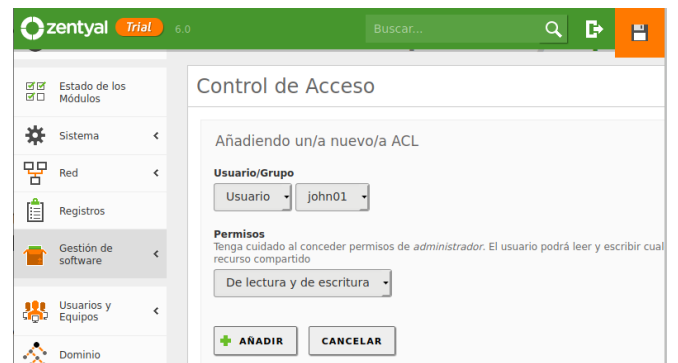 zentyal Trial 6.0 Buscar...
Estado de los
Módulos
Sistema
Red
Registros
Gestión de
software
Usuarios y
Equipos
Dominio
Control de Acceso
Añadiendo un/a nuevo/a ACL
Usuario/Grupo
Usuario john01
Permisos
Tenga cuidado al conceder permisos de administrador. El usuario podrá leer y escribir cual
recurso compartido
De lectura y de escritura
AÑADIR CANCELAR